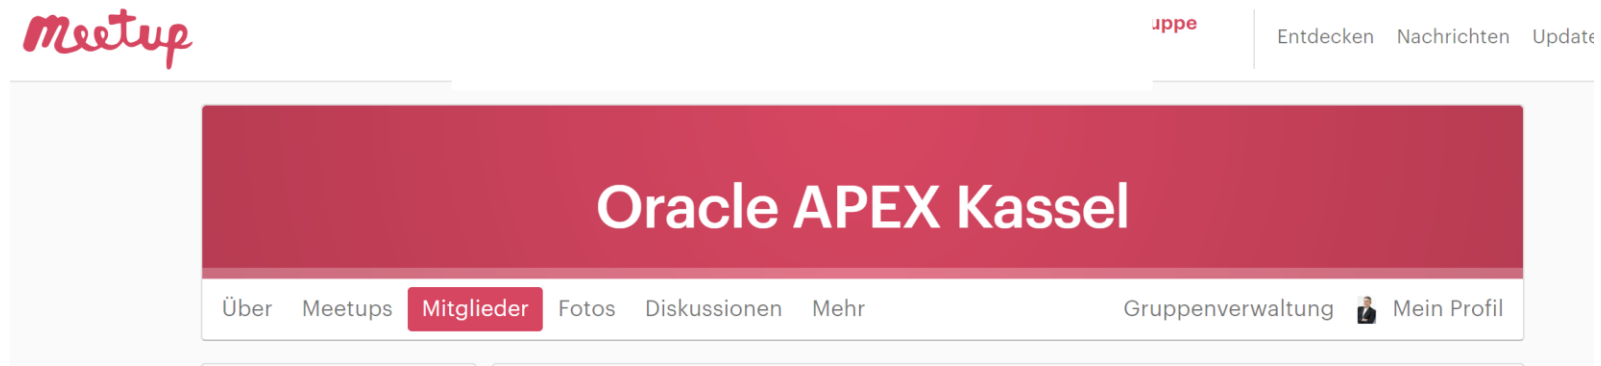 Meetup
uppe
Entdecken Nachrichten Update
Oracle APEX Kassel
Über Meetups Mitglieder Fotos Diskussionen Mehr Gruppenverwaltung Mein Profil